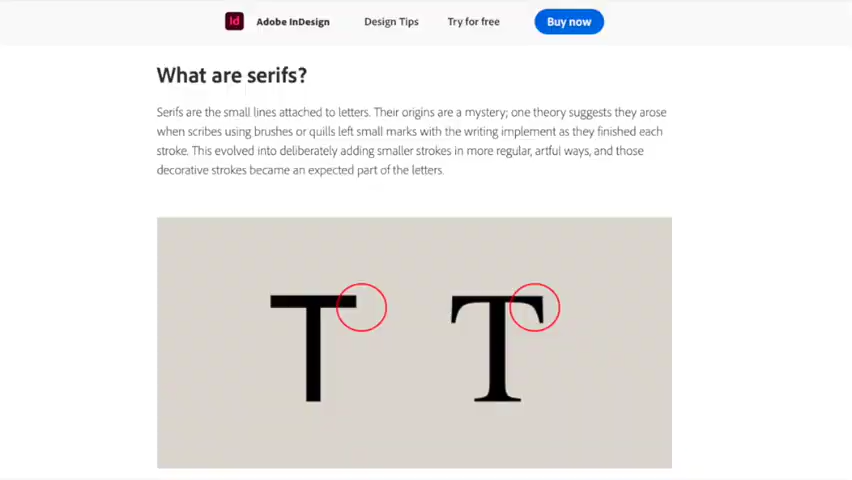 Id Adobe InDesign Design Tips Try for free Buy now
What are serifs?
Serifs are the small lines attached to letters. Their origins are a mystery; one theory suggests they arose
when scribes using brushes or quills left small marks with the writing implement as they finished each
stroke. This evolved into deliberately adding smaller strokes in more regular, artful ways, and those
decorative strokes became an expected part of the letters.
T T